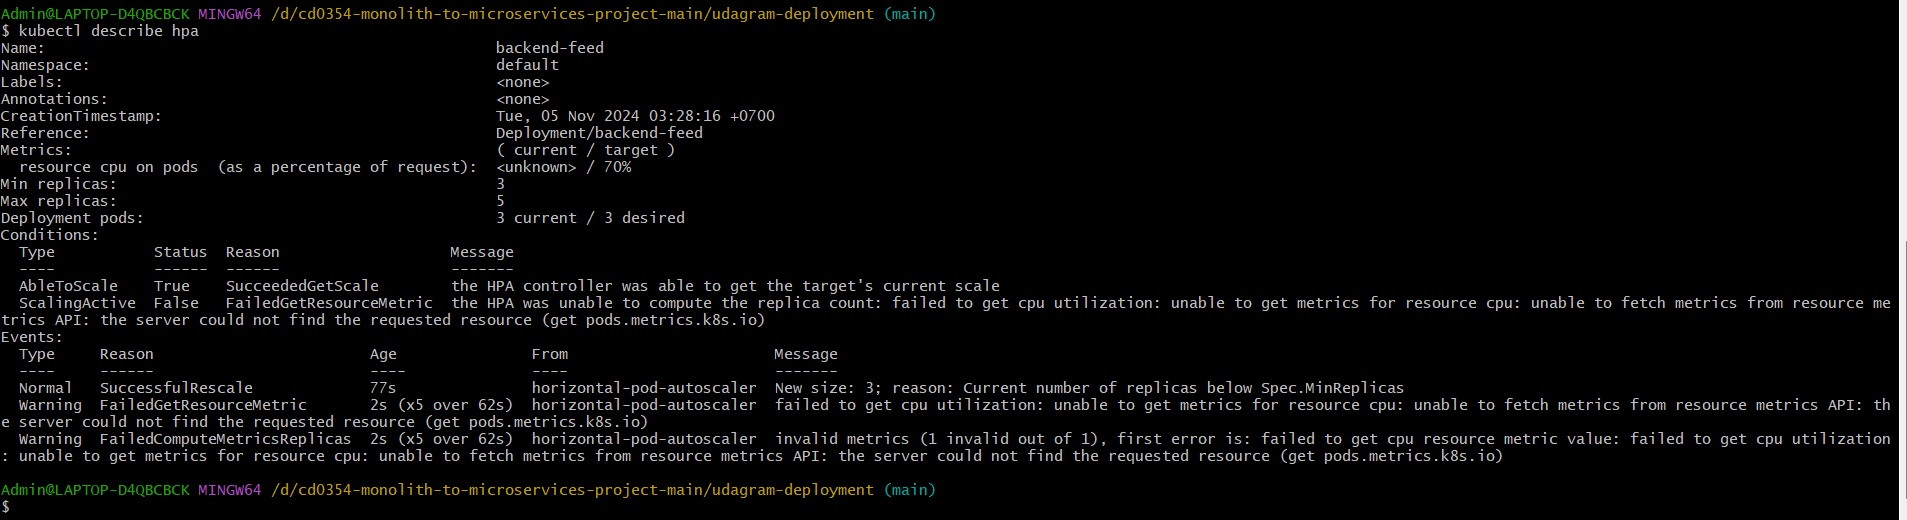 Admin@LAPTOP-D4QBCBCK MINGW64 /d/cd0354-monolith-to-microservices-project-main/udagram-deployment (main)
$ kubectl describe hpa
Name:                                                  backend-feed
Namespace:                                             default
Labels:                                                <none>
Annotations:                                           <none>
CreationTimestamp:                                     Tue, 05 Nov 2024 03:28:16 +0700
Reference:                                             Deployment/backend-feed
Metrics:                                               ( current / target )
  resource cpu on pods  (as a percentage of request):  <unknown> / 70%
Min replicas:                                          3
Max replicas:                                          5
Deployment pods:                                       3 current / 3 desired
Conditions:
  Type           Status  Reason                   Message
  ----           ------  ------                   -------
  AbleToScale    True    SucceededGetScale        the HPA controller was able to get the target's current scale
  ScalingActive  False   FailedGetResourceMetric  the HPA was unable to compute the replica count: failed to get cpu utilization: unable to get metrics for resource cpu: unable to fetch metrics from resource me
trics API: the server could not find the requested resource (get pods.metrics.k8s.io)
Events:
  Type     Reason                        Age                From                       Message
  ----     ------                        ----               ----                       -------
  Normal   SuccessfulRescale             77s                horizontal-pod-autoscaler  New size: 3; reason: Current number of replicas below Spec.MinReplicas
  Warning  FailedGetResourceMetric       2s (x5 over 62s)  horizontal-pod-autoscaler  failed to get cpu utilization: unable to get metrics for resource cpu: unable to fetch metrics from resource metrics API: th
e server could not find the requested resource (get pods.metrics.k8s.io)
  Warning  FailedComputeMetricsReplicas  2s (x5 over 62s)  horizontal-pod-autoscaler  invalid metrics (1 invalid out of 1), first error is: failed to get cpu resource metric value: failed to get cpu utilization
: unable to get metrics for resource cpu: unable to fetch metrics from resource metrics API: the server could not find the requested resource (get pods.metrics.k8s.io)
Admin@LAPTOP-D4QBCBCK MINGW64 /d/cd0354-monolith-to-microservices-project-main/udagram-deployment (main)
$